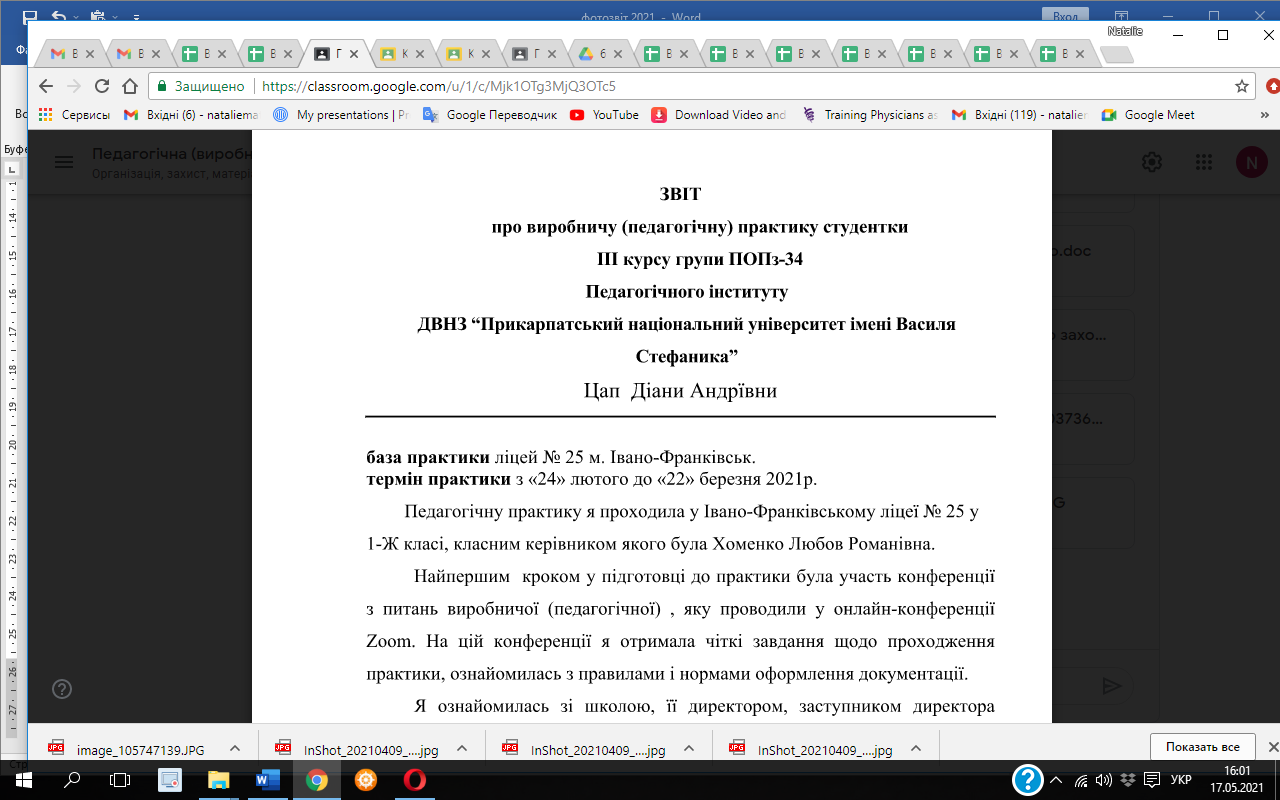 фотозвіт 2021 - Word
Вход
Natalie
Защищено
https://classroom.google.com/u/1/c/Mjk1OTg3MjQ3OTc5
Сервисы
Вхідні (6) - nataliema
My presentations | Pr
Google Переводчик
YouTube
Download Video and
Training Physicians as
Вхідні (119) - natalier
Google Meet
»
Буфе
Педагогічна (виробн
Організація, захист, матері
N
ЗВІТ
про виробничу (педагогічну) практику студентки
ІІІ курсу групи ПОПз-34
Педагогічного інституту
ДВНЗ “Прикарпатський національний університет імені Василя
Стефаника”
Цап Діани Андрїівни
база практики ліцей № 25 м. Івано-Франківськ.
термін практики з «24» лютого до «22» березня 2021р.
Педагогічну практику я проходила у Івано-Франківському ліцеї № 25 у
1-Ж класі, класним керівником якого була Хоменко Любов Романівна.
Найпершим кроком у підготовці до практики була участь конференції
з питань виробничої (педагогічної) , яку проводили у онлайн-конференції
Zoom. На цій конференції я отримала чіткі завдання щодо проходження
практики, ознайомилась з правилами і нормами оформлення документації.
Я ознайомилась зі школою, її директором, заступником директора
о.doc
о захо...
03736...
G
image_105747139.JPG
InShot_20210409_....jpg
InShot_20210409_....jpg
InShot_20210409_....jpg
Показать все
УКР
16:01
17.05.2021